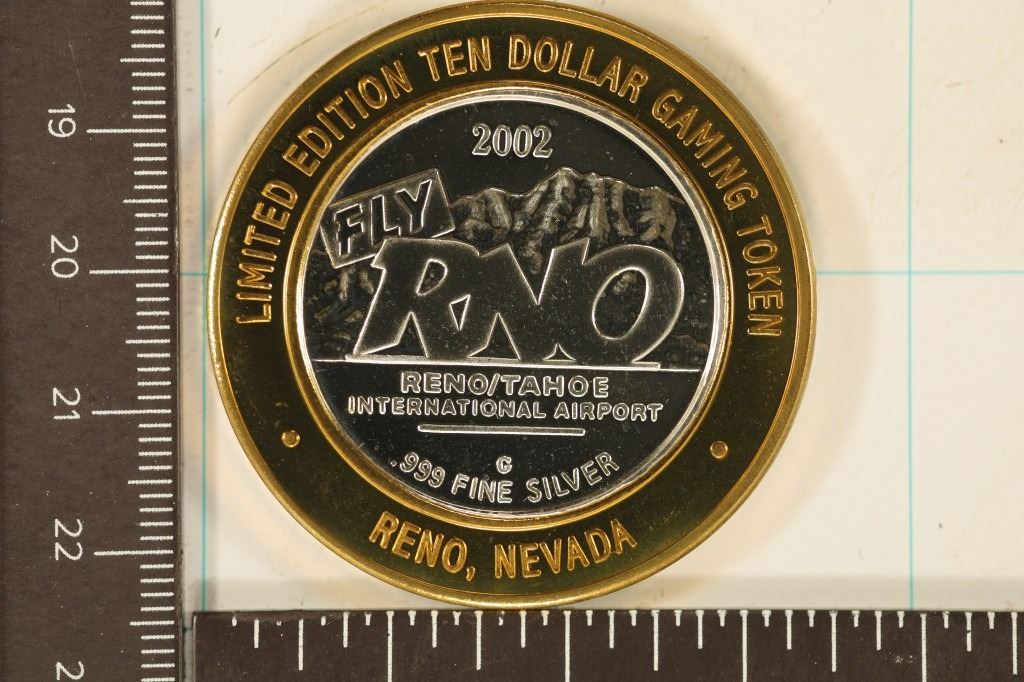 LIMITED EDITION TEN DOLLAR GAMING TOKEN
2002
FLY
RNO
RENO/TAHOE
INTERNATIONAL AIRPORT
G
.999 FINE SILVER
RENO, NEVADA
19
20
21
22